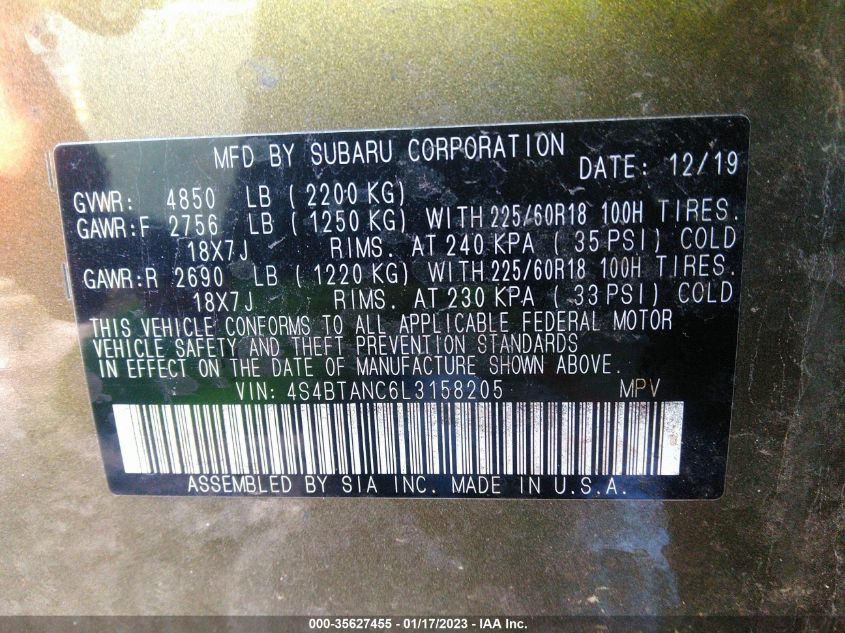 MFD BY SUBARU CORPORATION DATE: 12/19
GVWR: 4850 LB ( 2200 KG)
GAWR:F 2756 LB ( 1250 KG) WITH 225/60R18 100H TIRES.
18X7J RIMS. AT 240 KPA ( 35 PSI) COLD
GAWR:R 2690 LB ( 1220 KG) WITH 225/60R18 100H TIRES.
18X7J RIMS. AT 230 KPA ( 33 PSI) COLD
THIS VEHICLE CONFORMS TO ALL APPLICABLE FEDERAL MOTOR
VEHICLE SAFETY AND THEFT PREVENTION STANDARDS
IN EFFECT ON THE DATE OF MANUFACTURE SHOWN ABOVE.
VIN: 4S4BTANC6L3158205 MPV
ASSEMBLED BY SIA INC. MADE IN U.S.A.
000-35627455 - 01/17/2023 - IAA Inc.